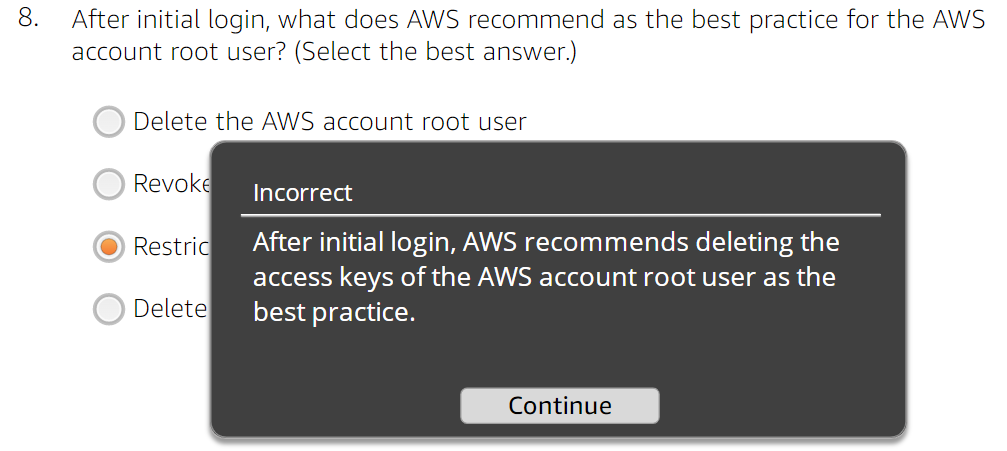 8. After initial login, what does AWS recommend as the best practice for the AWS
account root user? (Select the best answer.)
Delete the AWS account root user
Revoke
Restric
Delete
Incorrect
After initial login, AWS recommends deleting the
access keys of the AWS account root user as the
best practice.
Continue